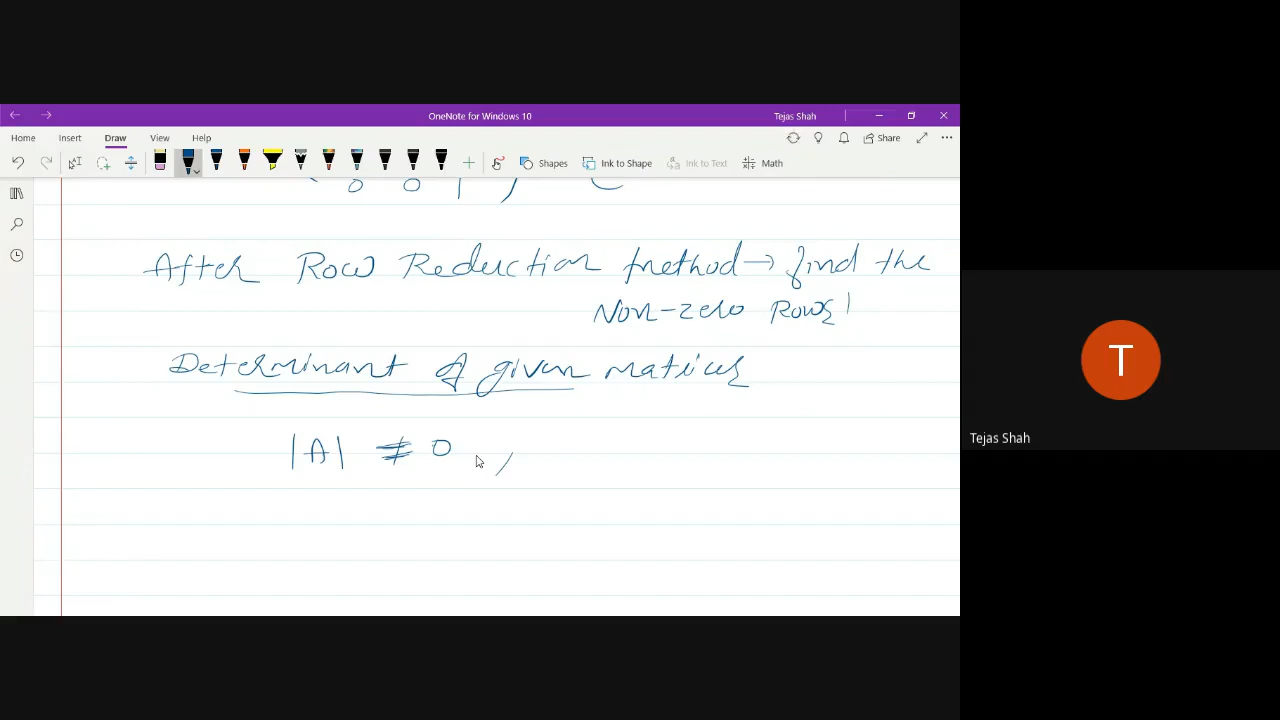 OneNote for Windows 10
Tejas Shah
Home Insert Draw View Help
Share
Shapes Ink to Shape Ink to Text Math
After Row Reduction method → find the
Non-zero Rows
Determinant of given matrices
|A| ≠ 0 ,
T
Tejas Shah